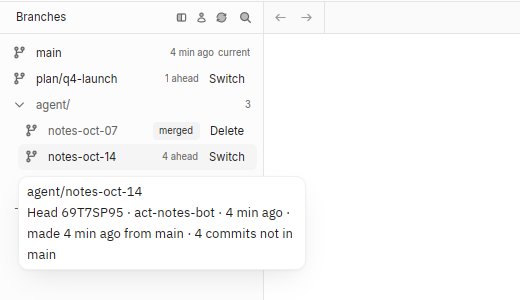 Branches
main 4 min ago current
plan/q4-launch 1 ahead Switch
agent/ 3
notes-oct-07 merged Delete
notes-oct-14 4 ahead Switch
agent/notes-oct-14
Head 69T7SP95 · act-notes-bot · 4 min ago ·
made 4 min ago from main · 4 commits not in
main